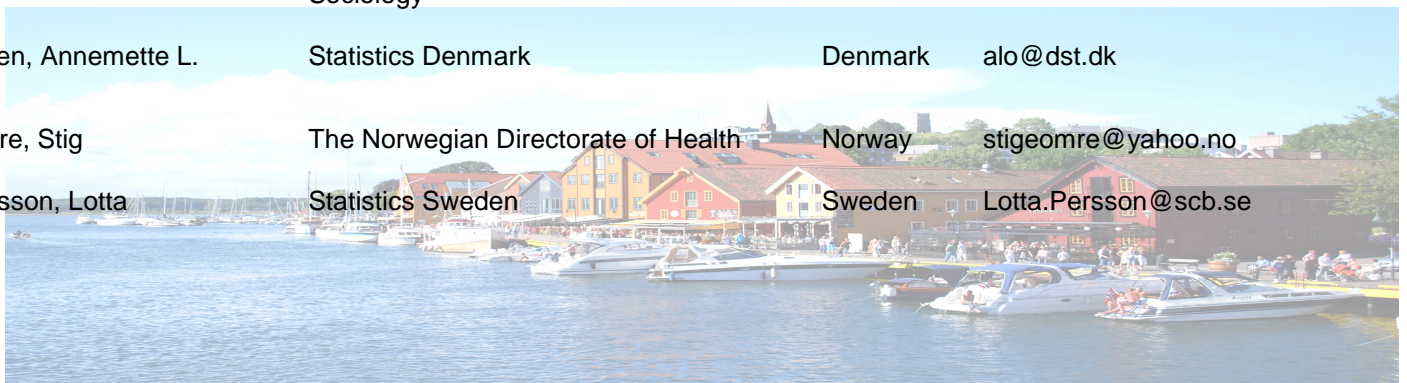 Sociology
en, Annemette L. Statistics Denmark Denmark alo@dst.dk
re, Stig The Norwegian Directorate of Health Norway stigeomre@yahoo.no
sson, Lotta Statistics Sweden Sweden Lotta.Persson@scb.se